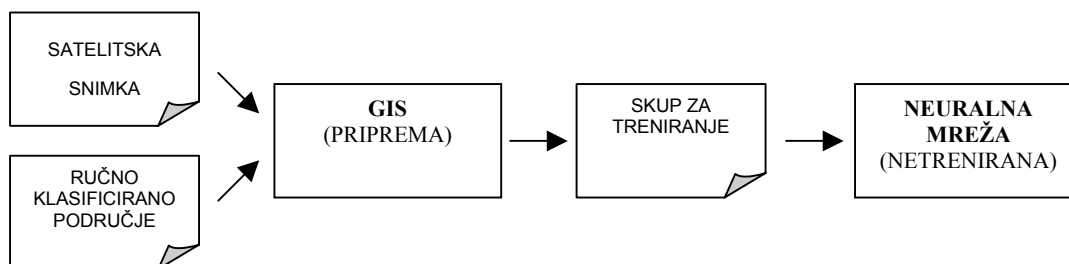 SATELITSKA
SNIMKA
RUČNO
KLASIFICIRANO
PODRUČJE
GIS
(PRIPREMA)
SKUP ZA
TRENIRANJE
NEURALNA
MREŽA
(NETRENIRANA)